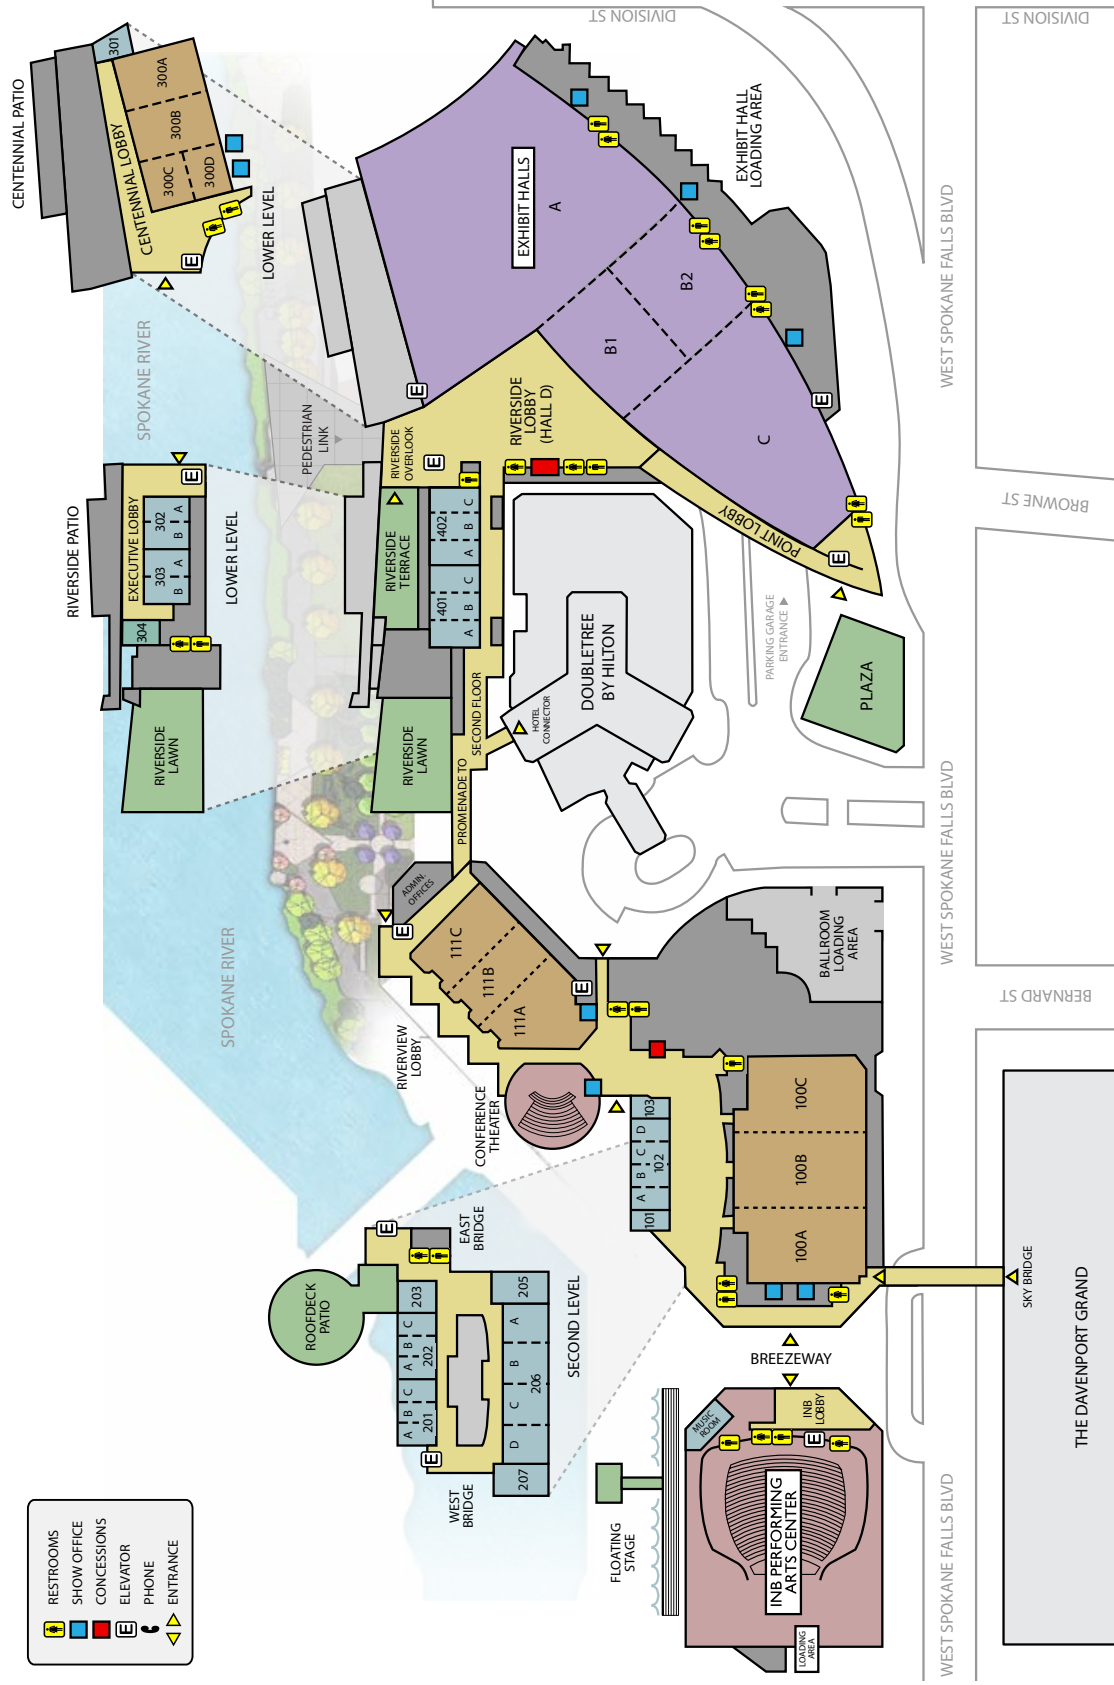 RESTROOMS
SHOW OFFICE
CONCESSIONS
E
ELEVATOR
PHONE
ENTRANCE
CENTENNIAL PATIO
CENTENNIAL LOBBY
301
300A
300B
300C
300D
E
LOWER LEVEL
SPOKANE RIVER
RIVERSIDE PATIO
EXECUTIVE LOBBY
302
A
B
303
A
B
304
E
LOWER LEVEL
RIVERSIDE
LAWN
SPOKANE RIVER
PEDESTRIAN
LINK
RIVERSIDE
OVERLOOK
E
E
RIVERSIDE
TERRACE
RIVERSIDE
LAWN
402
A
B
C
401
A
B
C
PROMENADE TO
SECOND FLOOR
HOTEL
CONNECTOR
DOUBLETREE
BY HILTON
RIVERSIDE
LOBBY
(HALL D)
EXHIBIT HALLS
A
B1
B2
C
E
EXHIBIT HALL
LOADING AREA
POINT LOBBY
E
PARKING GARAGE
ENTRANCE
PLAZA
ADMIN.
OFFICES
E
111C
111B
111A
E
RIVERVIEW
LOBBY
CONFERENCE
THEATER
103
102
A
B
C
D
101
100C
100B
100A
BALLROOM
LOADING
AREA
ROOFDECK
PATIO
EAST
BRIDGE
E
203
202
A
B
C
201
A
B
C
E
205
206
A
B
C
D
207
WEST
BRIDGE
SECOND LEVEL
BREEZEWAY
SKY BRIDGE
THE DAVENPORT GRAND
FLOATING
STAGE
MUSIC
ROOM
INB
LOBBY
E
INB PERFORMING
ARTS CENTER
LOADING
AREA
WEST SPOKANE FALLS BLVD
WEST SPOKANE FALLS BLVD
WEST SPOKANE FALLS BLVD
WEST SPOKANE FALLS BLVD
DIVISION ST
DIVISION ST
BROWNE ST
BERNARD ST